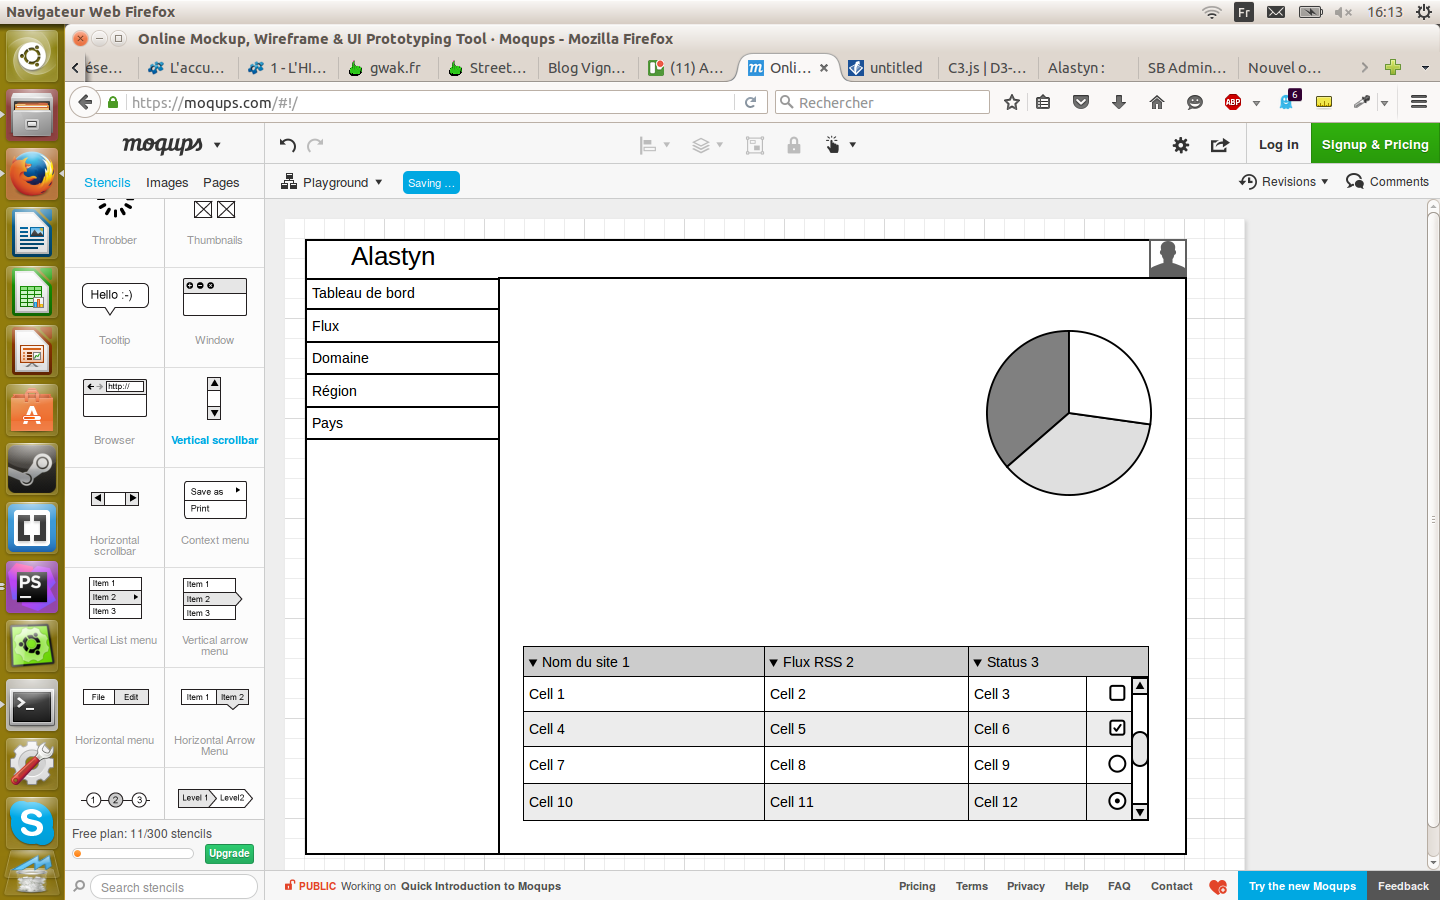 Navigateur Web Firefox
Fr
16:13
Online Mockup, Wireframe & UI Prototyping Tool · Moqups - Mozilla Firefox
ése…
L'accu…
1 - L'HI…
gwak.fr
Street…
Blog Vign…
(11) A…
Onli…
untitled
C3.js | D3-…
Alastyn :
SB Admin…
Nouvel o…
https://moqups.com/#!/
Rechercher
ABP
6
moqups
Log in
Signup & Pricing
Stencils
Images
Pages
Playground
Saving ...
Revisions
Comments
Throbber
Thumbnails
Hello :-)
Tooltip
Window
http://
Browser
Vertical scrollbar
Horizontal scrollbar
Save as
Print
Context menu
Item 1
Item 2
Item 3
Vertical List menu
Item 1
Item 2
Item 3
Vertical arrow menu
File
Edit
Horizontal menu
Item 1
Item 2
Horizontal Arrow Menu
1
2
3
Level 1
Level2
Free plan: 11/300 stencils
Upgrade
Search stencils
PS
Alastyn
Tableau de bord
Flux
Domaine
Région
Pays
Nom du site 1
Flux RSS 2
Status 3
Cell 1
Cell 2
Cell 3
Cell 4
Cell 5
Cell 6
Cell 7
Cell 8
Cell 9
Cell 10
Cell 11
Cell 12
PUBLIC Working on Quick Introduction to Moqups
Pricing
Terms
Privacy
Help
FAQ
Contact
Try the new Moqups
Feedback